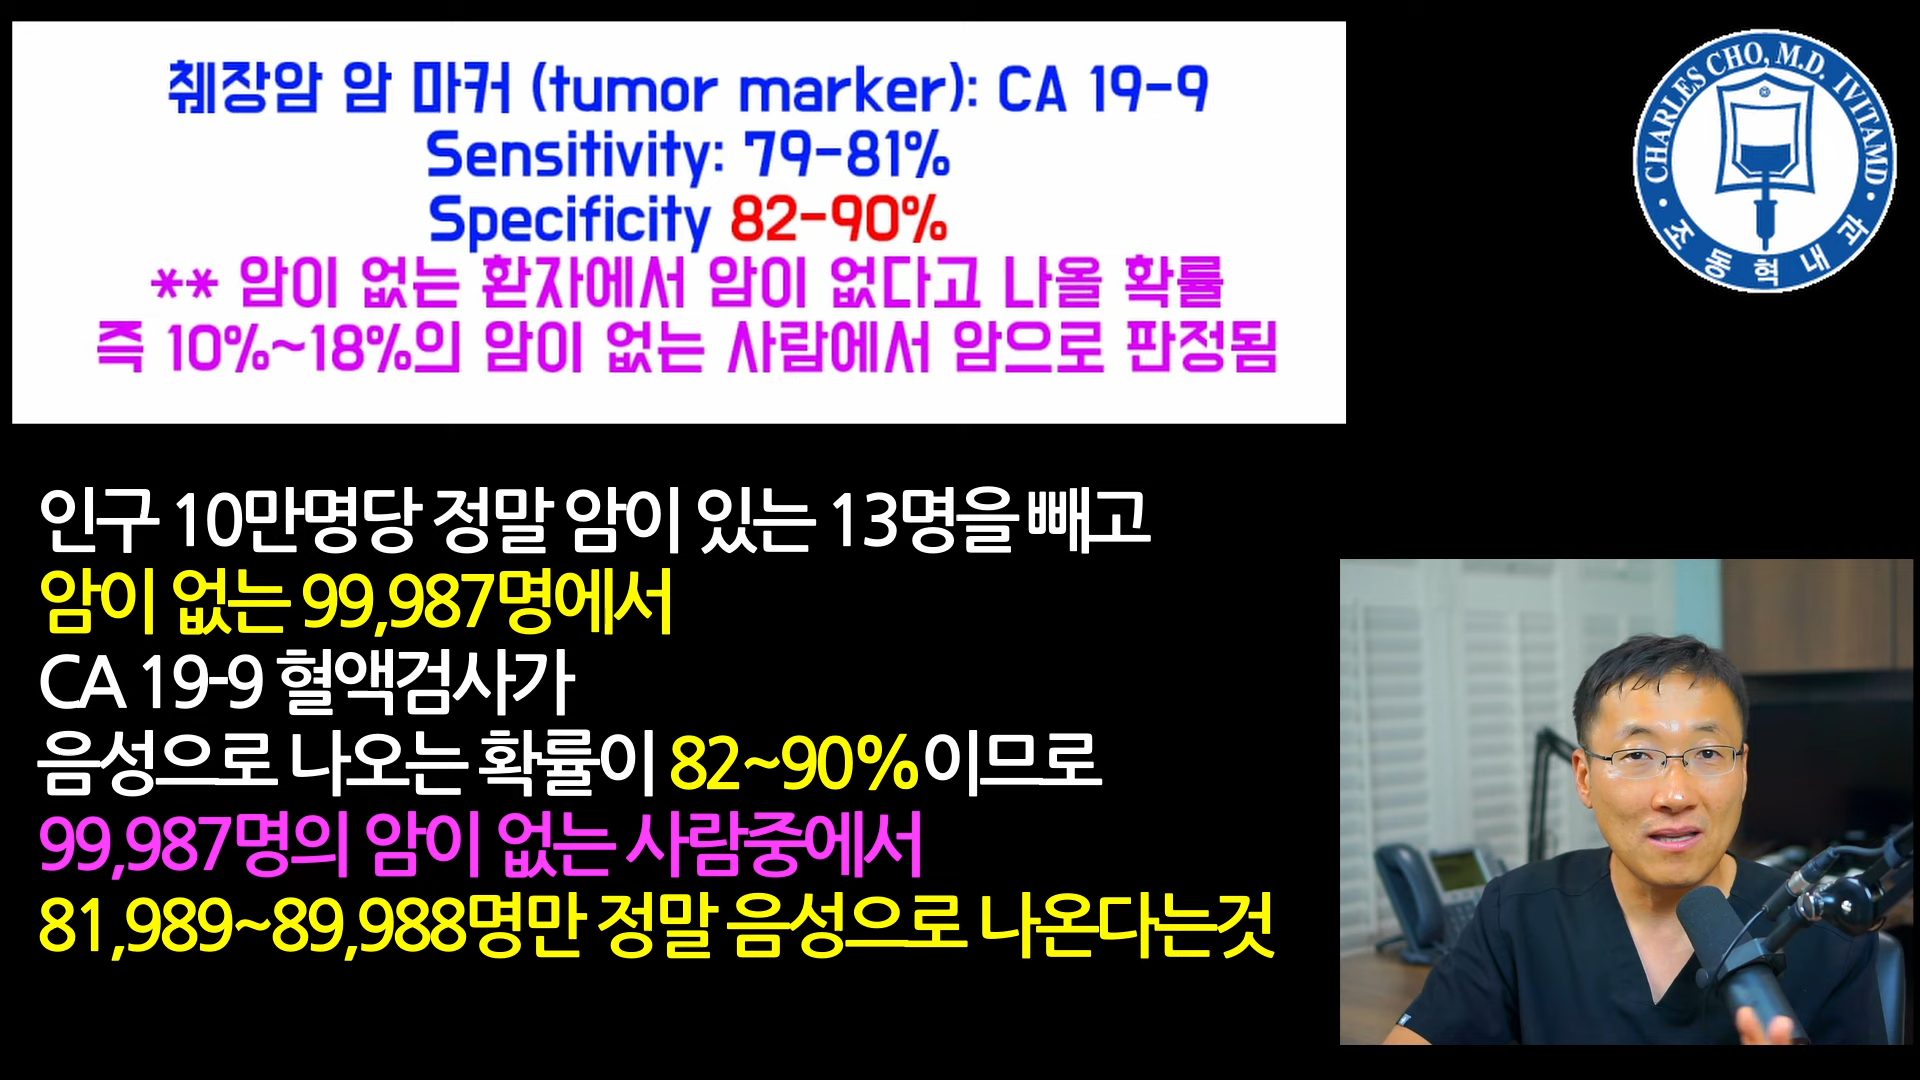 췌장암 암 마커 (tumor marker): CA 19-9
Sensitivity: 79-81%
Specificity 82-90%
** 암이 없는 환자에서 암이 없다고 나올 확률
즉 10%~18%의 암이 없는 사람에서 암으로 판정됨
CHARLES CHO, M.D. IVITAMD
조동혁내과
인구 10만명당 정말 암이 있는 13명을 빼고
암이 없는 99,987명에서
CA 19-9 혈액검사가
음성으로 나오는 확률이 82~90%이므로
99,987명의 암이 없는 사람중에서
81,989~89,988명만 정말 음성으로 나온다는것